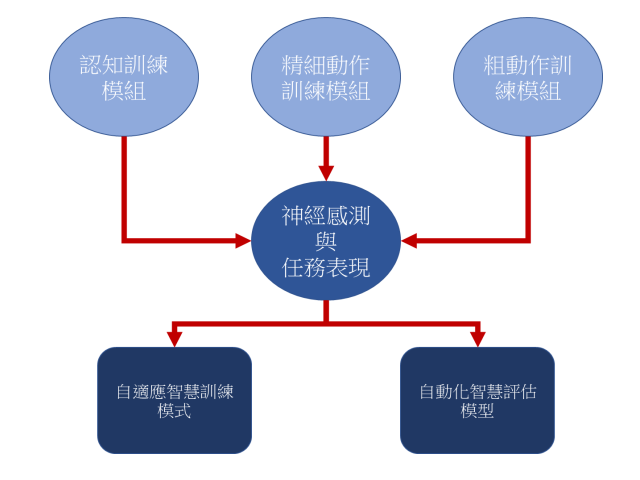 認知訓練
模組
精細動作
訓練模組
粗動作訓
練模組
神經感測
與
任務表現
自適應智慧訓練
模式
自動化智慧評估
模型